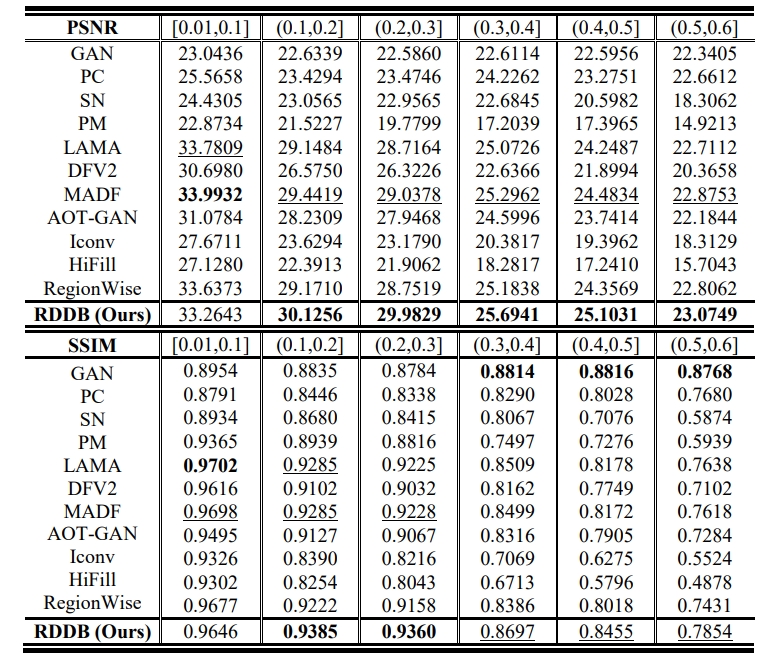 PSNR [0.01,0.1] (0.1,0.2] (0.2,0.3] (0.3,0.4] (0.4,0.5] (0.5,0.6]
GAN 23.0436 22.6339 22.5860 22.6114 22.5956 22.3405
PC 25.5658 23.4294 23.4746 24.2262 23.2751 22.6612
SN 24.4305 23.0565 22.9565 22.6845 20.5982 18.3062
PM 22.8734 21.5227 19.7799 17.2039 17.3965 14.9213
LAMA 33.7809 29.1484 28.7164 25.0726 24.2487 22.7112
DFV2 30.6980 26.5750 26.3226 22.6366 21.8994 20.3658
MADF 33.9932 29.4419 29.0378 25.2962 24.4834 22.8753
AOT-GAN 31.0784 28.2309 27.9468 24.5996 23.7414 22.1844
Iconv 27.6711 23.6294 23.1790 20.3817 19.3962 18.3129
HiFill 27.1280 22.3913 21.9062 18.2817 17.2410 15.7043
RegionWise 33.6373 29.1710 28.7519 25.1838 24.3569 22.8062
RDDB (Ours) 33.2643 30.1256 29.9829 25.6941 25.1031 23.0749
SSIM [0.01,0.1] (0.1,0.2] (0.2,0.3] (0.3,0.4] (0.4,0.5] (0.5,0.6]
GAN 0.8954 0.8835 0.8784 0.8814 0.8816 0.8768
PC 0.8791 0.8446 0.8338 0.8290 0.8028 0.7680
SN 0.8934 0.8680 0.8415 0.8067 0.7076 0.5874
PM 0.9365 0.8939 0.8816 0.7497 0.7276 0.5939
LAMA 0.9702 0.9285 0.9225 0.8509 0.8178 0.7638
DFV2 0.9616 0.9102 0.9032 0.8162 0.7749 0.7102
MADF 0.9698 0.9285 0.9228 0.8499 0.8172 0.7618
AOT-GAN 0.9495 0.9127 0.9067 0.8316 0.7905 0.7284
Iconv 0.9326 0.8390 0.8216 0.7069 0.6275 0.5524
HiFill 0.9302 0.8254 0.8043 0.6713 0.5796 0.4878
RegionWise 0.9677 0.9222 0.9158 0.8386 0.8018 0.7431
RDDB (Ours) 0.9646 0.9385 0.9360 0.8697 0.8455 0.7854